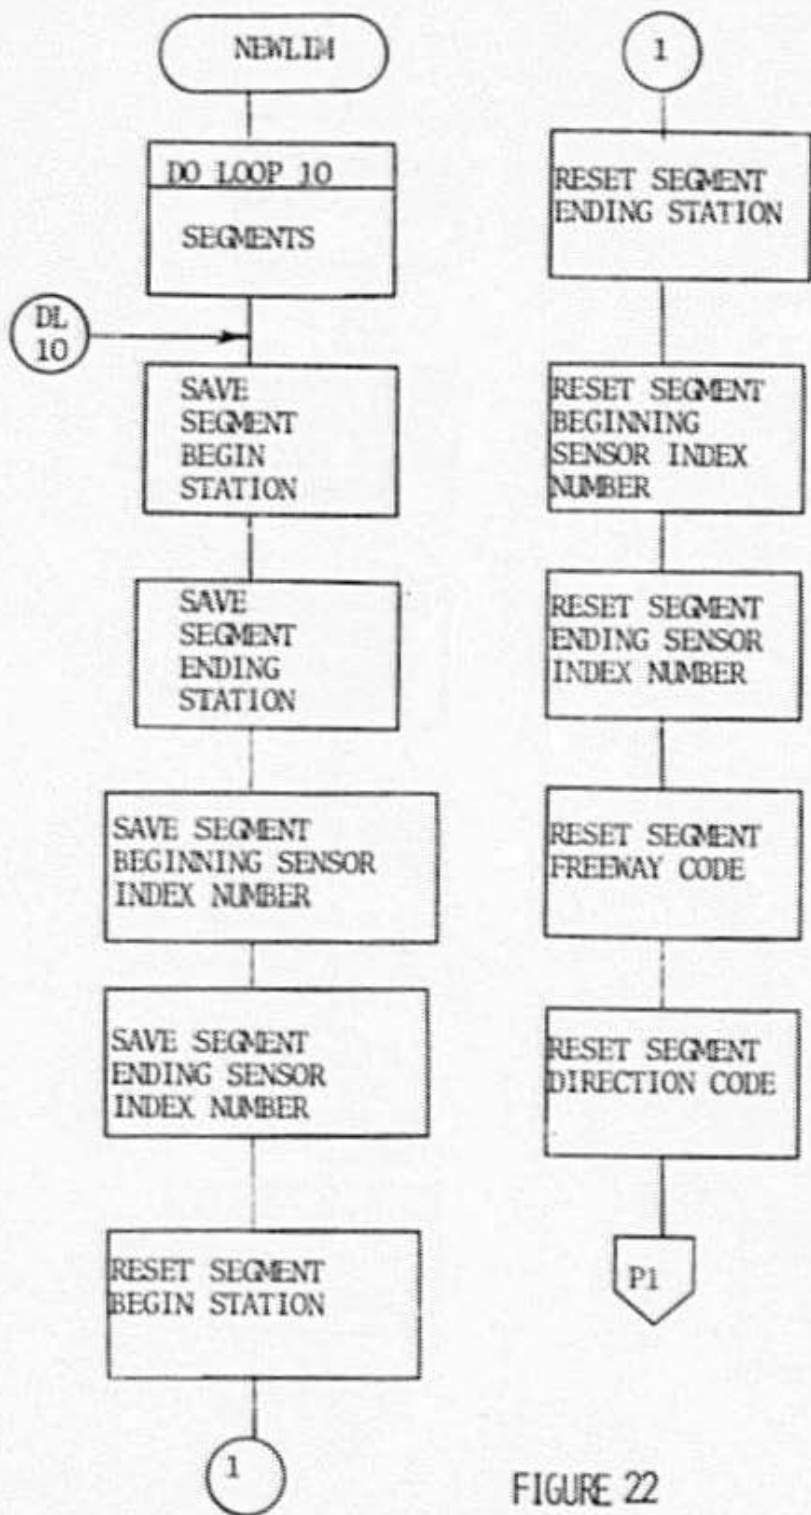 NEWLIM
DO LOOP 10
SEGMENTS
DL
10
SAVE
SEGMENT
BEGIN
STATION
SAVE
SEGMENT
ENDING
STATION
SAVE SEGMENT
BEGINNING SENSOR
INDEX NUMBER
SAVE SEGMENT
ENDING SENSOR
INDEX NUMBER
RESET SEGMENT
BEGIN STATION
1
1
RESET SEGMENT
ENDING STATION
RESET SEGMENT
BEGINNING
SENSOR INDEX
NUMBER
RESET SEGMENT
ENDING SENSOR
INDEX NUMBER
RESET SEGMENT
FREEWAY CODE
RESET SEGMENT
DIRECTION CODE
P1
FIGURE 22